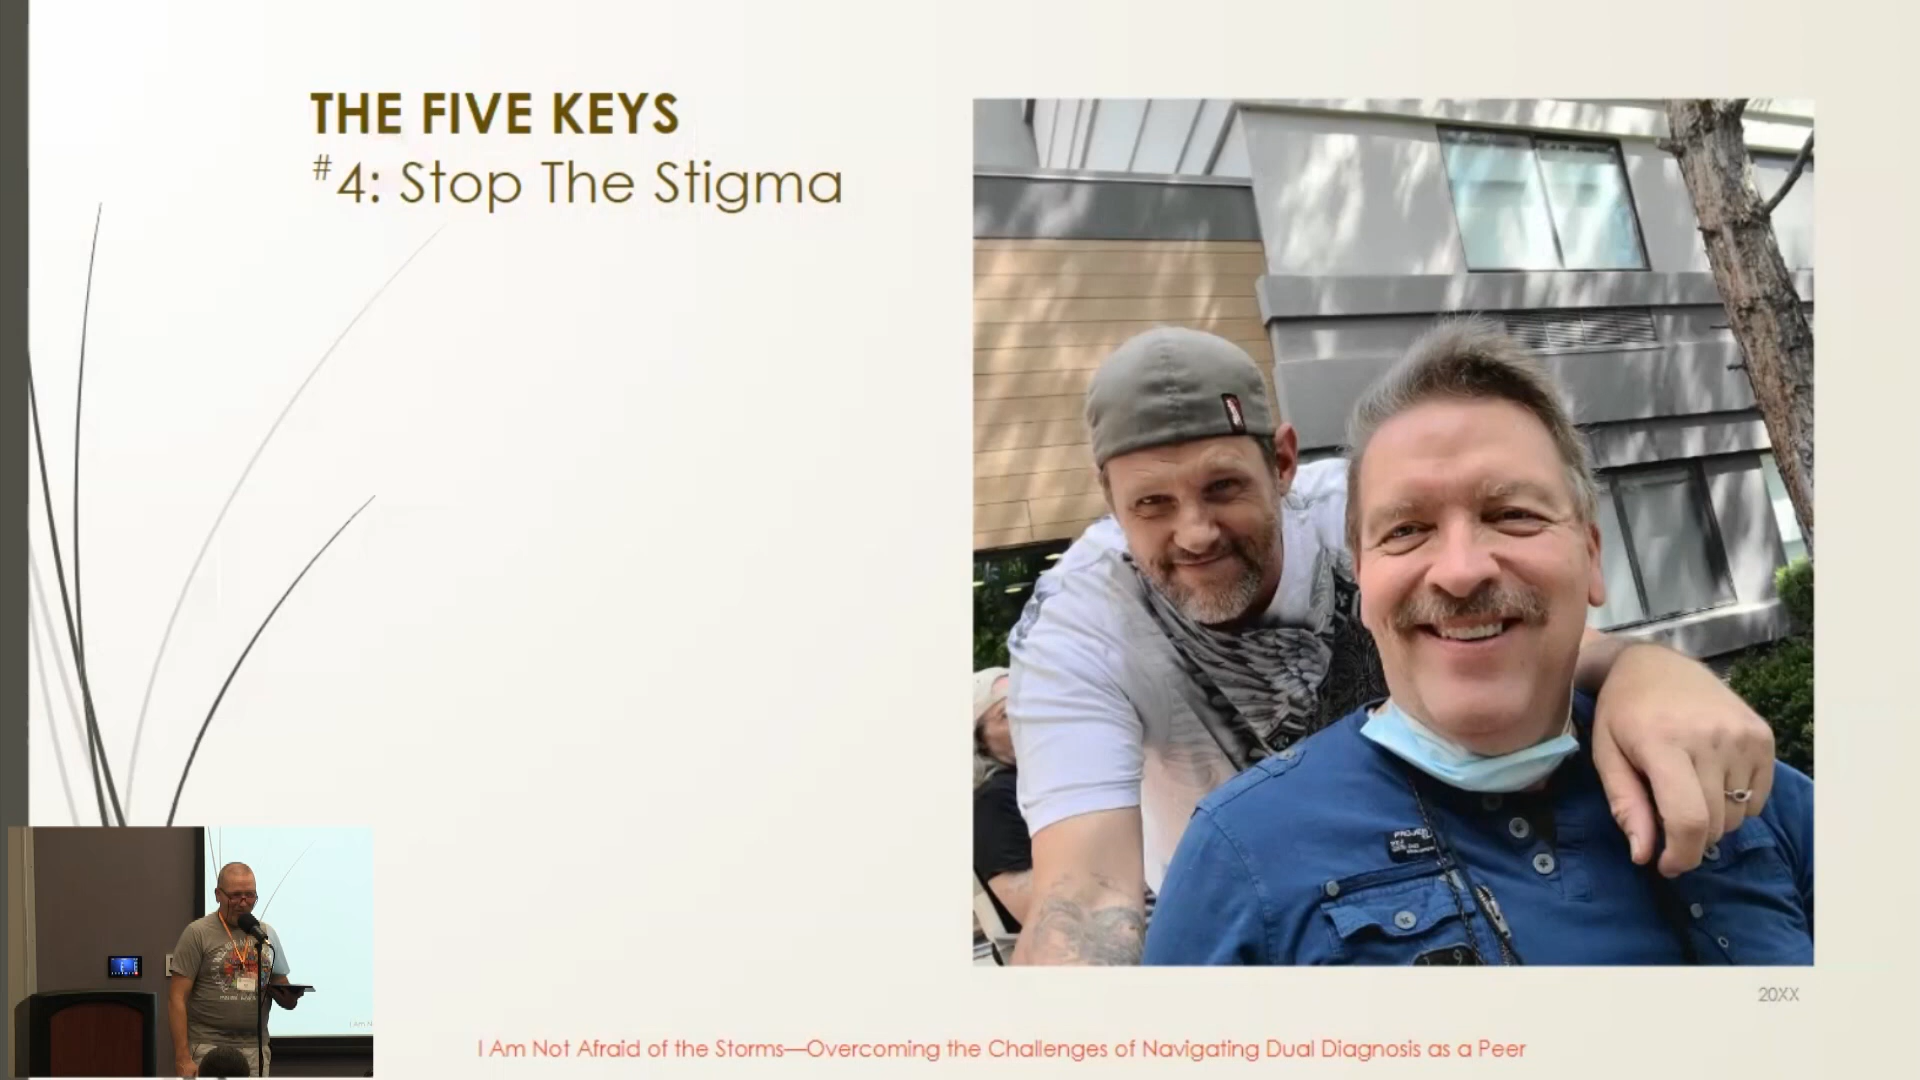 THE FIVE KEYS
#4: Stop The Stigma
20XX
I Am Not Afraid of the Storms—Overcoming the Challenges of Navigating Dual Diagnosis as a Peer